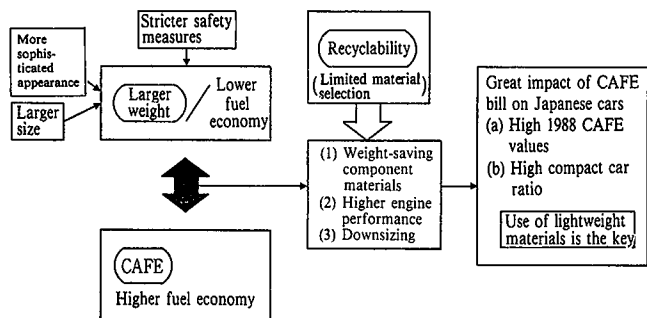 Stricter safety
measures
More
sophis-
ticated
appearance
Larger
size
Larger
weight
Lower
fuel
economy
Recyclability
(Limited material
selection)
(1) Weight-saving
component
materials
(2) Higher engine
performance
(3) Downsizing
Great impact of CAFE
bill on Japanese cars
(a) High 1988 CAFE
values
(b) High compact car
ratio
Use of lightweight
materials is the key
CAFE
Higher fuel economy